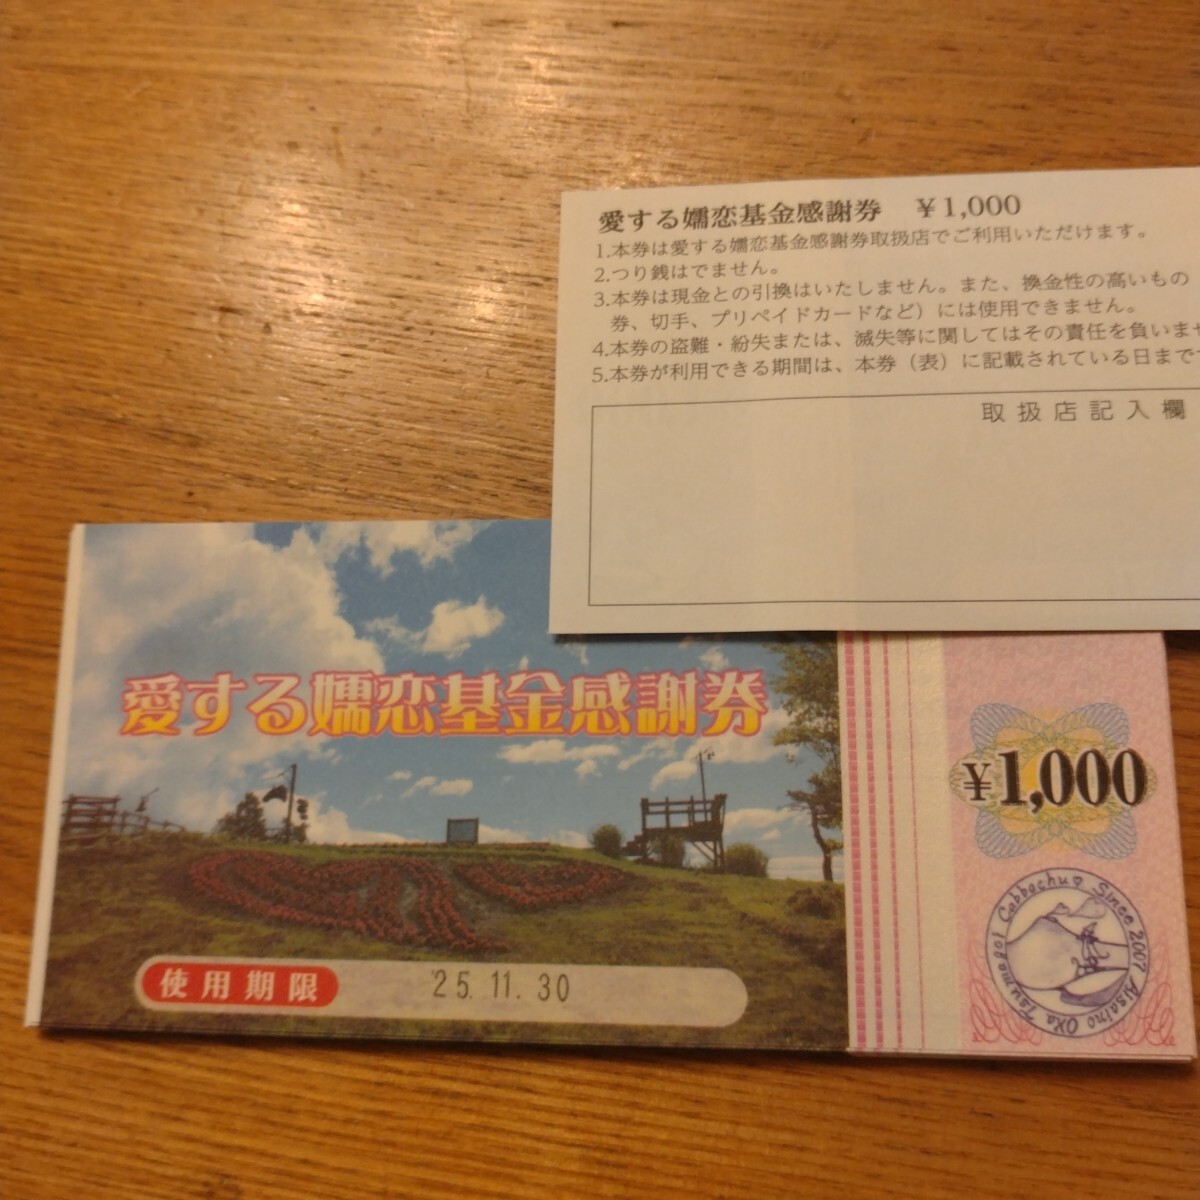 愛する嬬恋基金感謝券 ￥1,000
1.本券は愛する嬬恋基金感謝券取扱店でご利用いただけます。
2.つり銭はでません。
3.本券は現金との引換はいたしません。また、換金性の高いもの
券、切手、プリペイドカードなど）には使用できません。
4.本券の盗難・紛失または、滅失等に関してはその責任を負いませ
5.本券が利用できる期間は、本券（表）に記載されている日まで
取扱店記入欄
愛する嬬恋基金感謝券
￥1,000
Tsumagoi Cabbachu♡ Since 2007 Aisaino Oka
使用期限 '25.11.30